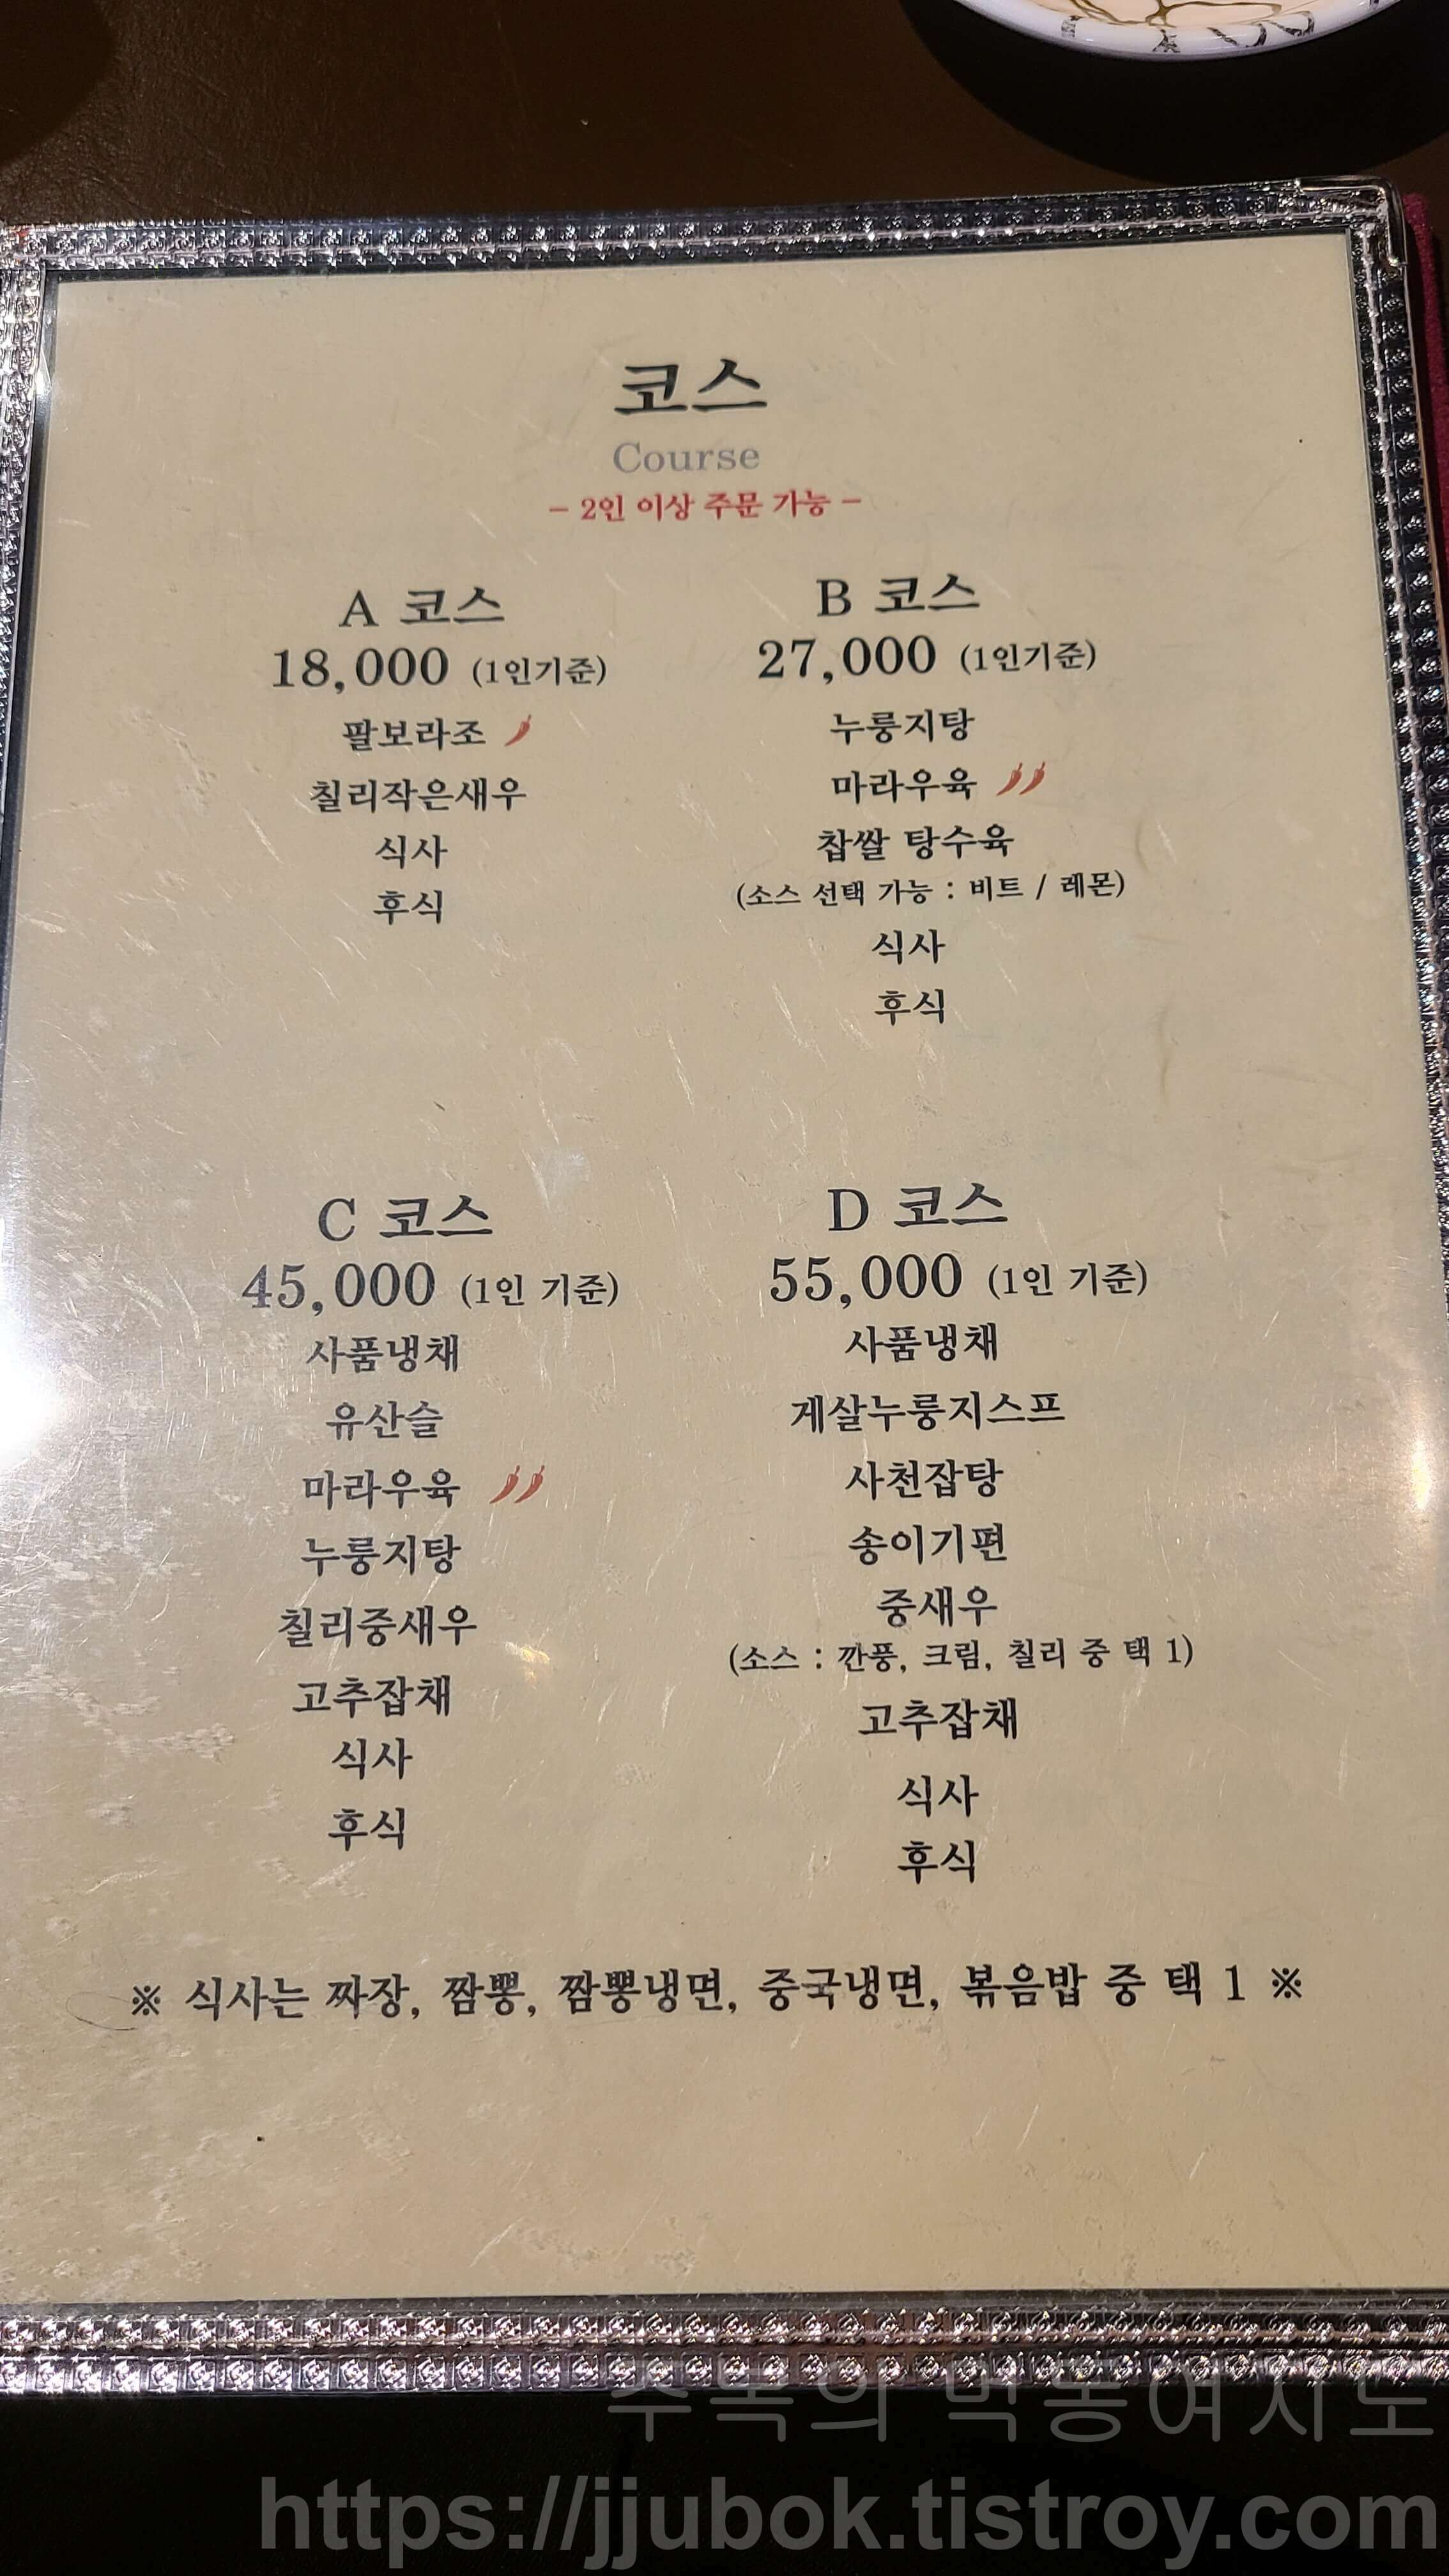 코스
Course
- 2인 이상 주문 가능 -
A 코스
18,000 (1인기준)
팔보라조
칠리작은새우
식사
후식
B 코스
27,000 (1인기준)
누룽지탕
마라우육
찹쌀 탕수육
(소스 선택 가능 : 비트 / 레몬)
식사
후식
C 코스
45,000 (1인 기준)
사품냉채
유산슬
마라우육
누룽지탕
칠리중새우
고추잡채
식사
후식
D 코스
55,000 (1인 기준)
사품냉채
게살누룽지스프
사천잡탕
송이기편
중새우
(소스 : 깐풍, 크림, 칠리 중 택 1)
고추잡채
식사
후식
※ 식사는 짜장, 짬뽕, 짬뽕냉면, 중국냉면, 볶음밥 중 택 1 ※
https://jjubok.tistroy.com